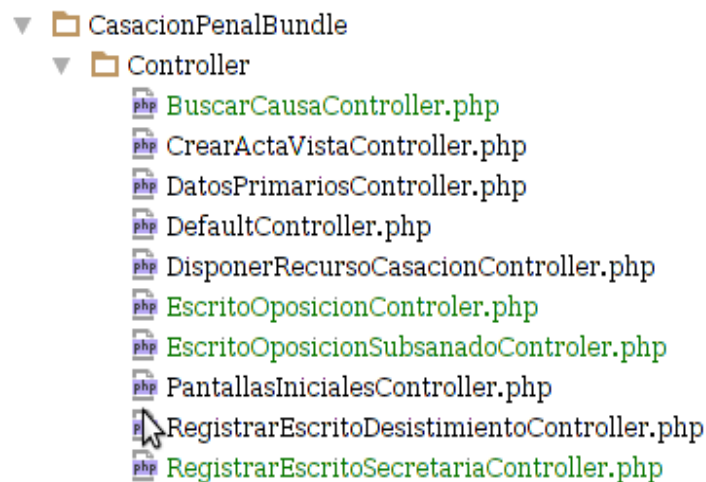 CasacionPenalBundle
Controller
php BuscarCausaController.php
php CrearActaVistaController.php
php DatosPrimariosController.php
php DefaultController.php
php DisponerRecursoCasacionController.php
php EscritoOposicionControler.php
php EscritoOposicionSubsanadoControler.php
php PantallasInicialesController.php
RegistrarEscritoDesistimientoController.php
php RegistrarEscritoSecretariaController.php